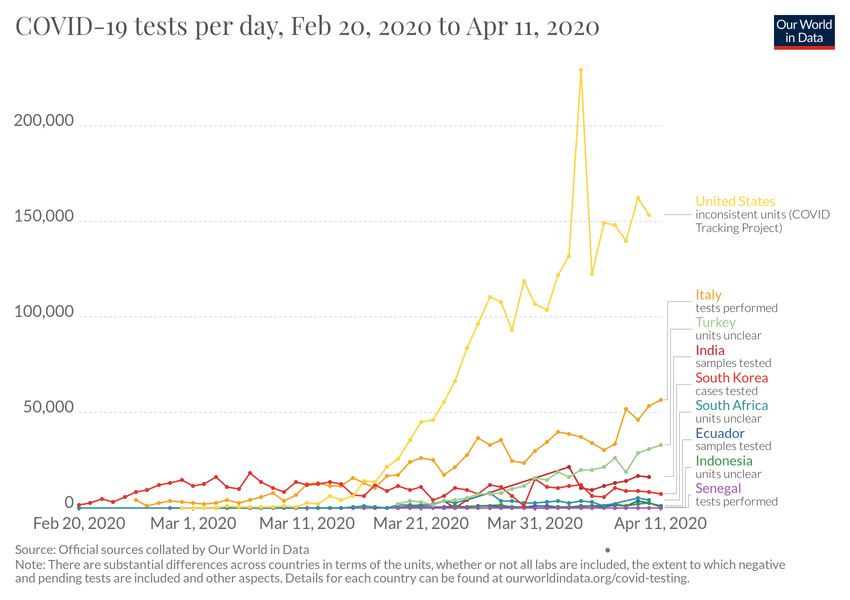 COVID-19 tests per day, Feb 20, 2020 to Apr 11, 2020
Our World
in Data
200,000
150,000
100,000
50,000
0
United States
inconsistent units (COVID
Tracking Project)
Italy
tests performed
Turkey
units unclear
India
samples tested
South Korea
cases tested
South Africa
units unclear
Ecuador
samples tested
Indonesia
units unclear
Senegal
tests performed
Feb 20, 2020
Mar 1, 2020
Mar 11, 2020
Mar 21, 2020
Mar 31, 2020
Apr 11, 2020
Source: Official sources collated by Our World in Data
Note: There are substantial differences across countries in terms of the units, whether or not all labs are included, the extent to which negative
and pending tests are included and other aspects. Details for each country can be found at ourworldindata.org/covid-testing.